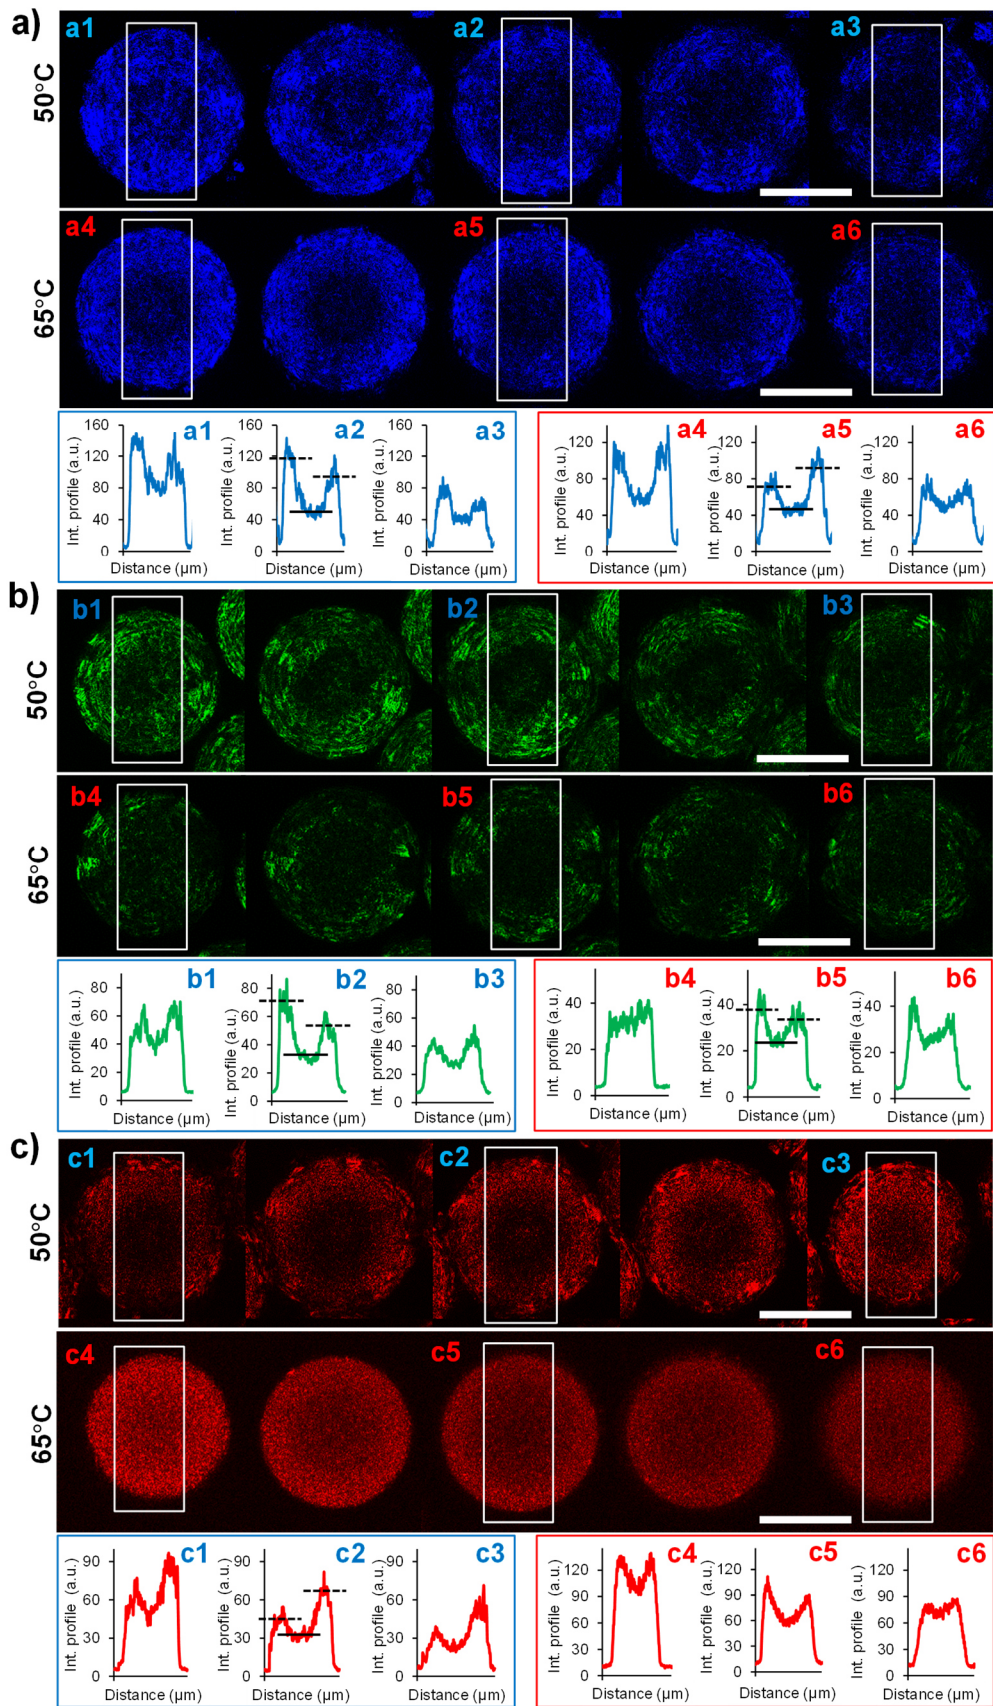 a)
50°C
a1
a2
a3
65°C
a4
a5
a6
Int. profile (a.u.)
160
120
80
40
0
a1
Distance (µm)
Int. profile (a.u.)
160
120
80
40
0
a2
Distance (µm)
Int. profile (a.u.)
160
120
80
40
0
a3
Distance (µm)
Int. profile (a.u.)
120
80
40
0
a4
Distance (µm)
Int. profile (a.u.)
120
100
80
60
40
20
0
a5
Distance (µm)
Int. profile (a.u.)
120
80
40
0
a6
Distance (µm)
b)
50°C
b1
b2
b3
65°C
b4
b5
b6
Int. profile (a.u.)
80
60
40
20
0
b1
Distance (µm)
Int. profile (a.u.)
80
60
40
20
0
b2
Distance (µm)
Int. profile (a.u.)
80
60
40
20
0
b3
Distance (µm)
Int. profile (a.u.)
40
20
0
b4
Distance (µm)
Int. profile (a.u.)
40
20
0
b5
Distance (µm)
Int. profile (a.u.)
40
20
0
b6
Distance (µm)
c)
50°C
c1
c2
c3
65°C
c4
c5
c6
Int. profile (a.u.)
90
60
30
0
c1
Distance (µm)
Int. profile (a.u.)
90
60
30
0
c2
Distance (µm)
Int. profile (a.u.)
90
60
30
0
c3
Distance (µm)
Int. profile (a.u.)
120
90
60
30
0
c4
Distance (µm)
Int. profile (a.u.)
120
90
60
30
0
c5
Distance (µm)
Int. profile (a.u.)
120
90
60
30
0
c6
Distance (µm)